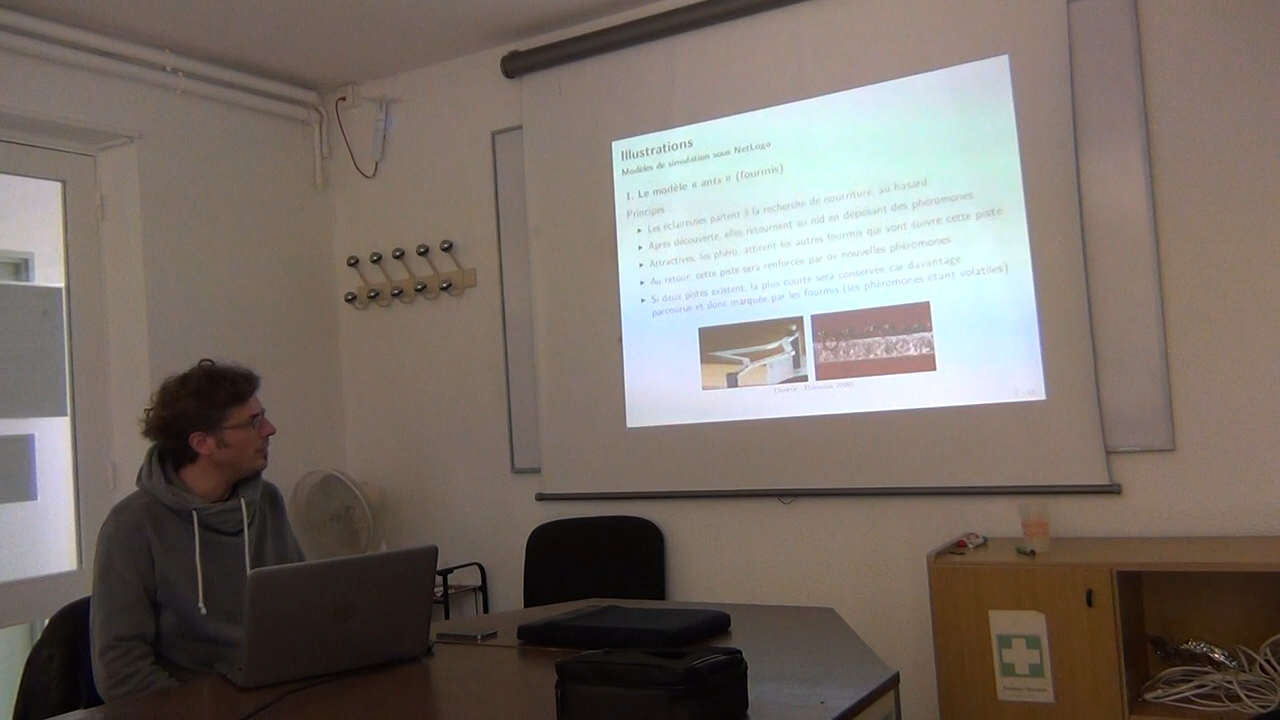 Illustrations
Modèles de simulation sous NetLogo
1. Le modèle « ants » (fourmis)
Principes
▸ Les éclaireuses partent à la recherche de nourriture, au hasard.
▸ Après découverte, elles retournent au nid en déposant des phéromones
▸ Attractives, les phéro. attirent les autres fourmis qui vont suivre cette piste
▸ Au retour, cette piste sera renforcée par de nouvelles phéromones
▸ Si deux pistes existent, la plus courte sera conservée car davantage
parcourue et donc marquée par les fourmis (les phéromones étant volatiles)